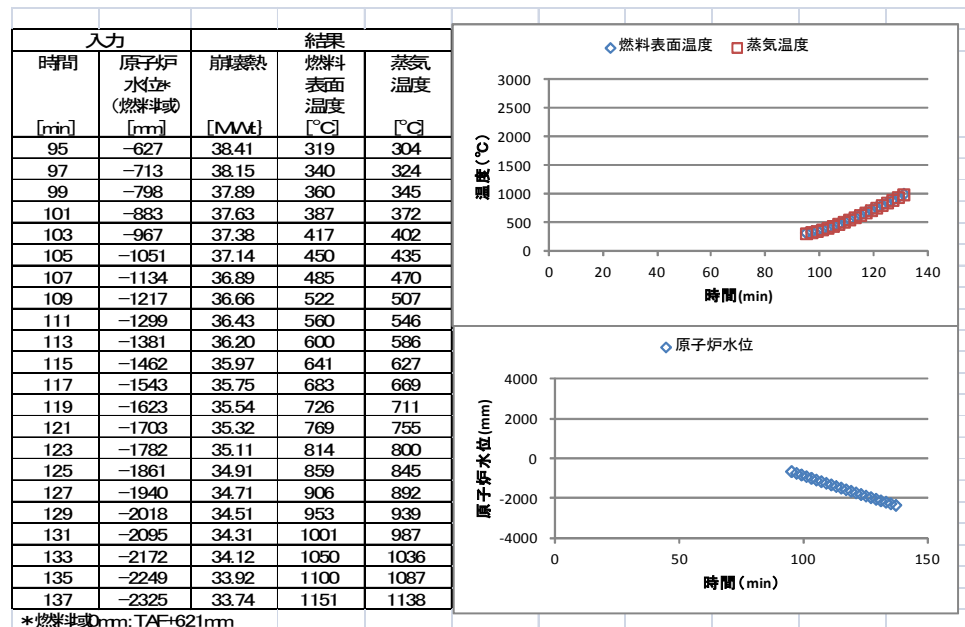 入力 結果
時間 原子炉 崩壊熱 燃料 蒸気
水位* 表面 温度
(燃料域) 温度
[min] [mm] [MWt} [℃] [℃]
95 -627 38.41 319 304
97 -713 38.15 340 324
99 -798 37.89 360 345
101 -883 37.63 387 372
103 -967 37.38 417 402
105 -1051 37.14 450 435
107 -1134 36.89 485 470
109 -1217 36.66 522 507
111 -1299 36.43 560 546
113 -1381 36.20 600 586
115 -1462 35.97 641 627
117 -1543 35.75 683 669
119 -1623 35.54 726 711
121 -1703 35.32 769 755
123 -1782 35.11 814 800
125 -1861 34.91 859 845
127 -1940 34.71 906 892
129 -2018 34.51 953 939
131 -2095 34.31 1001 987
133 -2172 34.12 1050 1036
135 -2249 33.92 1100 1087
137 -2325 33.74 1151 1138
*燃料域0mm:TAF+621mm
燃料表面温度 蒸気温度
3000
2500
2000
1500
1000
500
0
温度(℃)
0 20 40 60 80 100 120 140
時間(min)
原子炉水位
4000
2000
0
-2000
-4000
原子炉水位(mm)
0 50 100 150
時間(min)